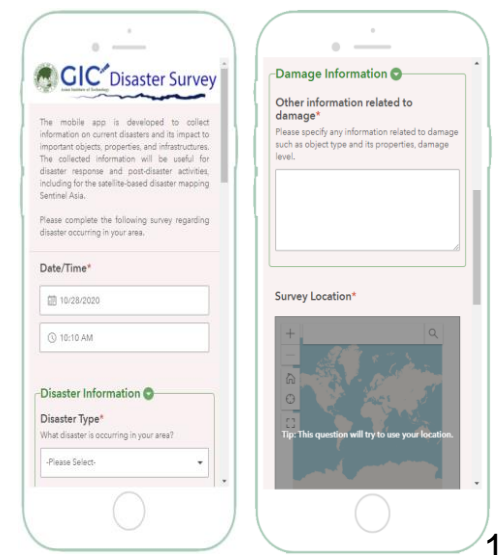 GIC Disaster Survey
Asian Institute of Technology
The mobile app is developed to collect
information on current disasters and its impact to
important objects, properties, and infrastructures.
The collected information will be useful for
disaster response and post-disaster activities,
including for the satellite-based disaster mapping
Sentinel Asia.
Please complete the following survey regarding
disaster occurring in your area.
Date/Time*
10/28/2020
10:10 AM
Disaster Information
Disaster Type*
What disaster is occurring in your area?
-Please Select-
Damage Information
Other information related to
damage*
Please specify any information related to damage
such as object type and its properties, damage
level.
Survey Location*
+
−
Tip: This question will try to use your location.
1